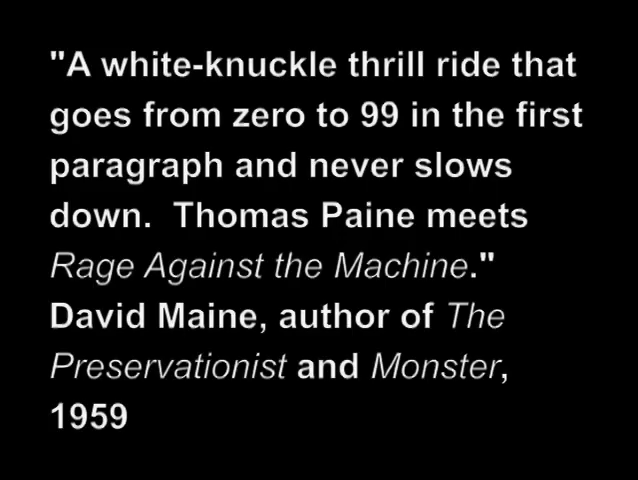 "A white-knuckle thrill ride that
goes from zero to 99 in the first
paragraph and never slows
down.  Thomas Paine meets
Rage Against the Machine."
David Maine, author of The
Preservationist and Monster,
1959